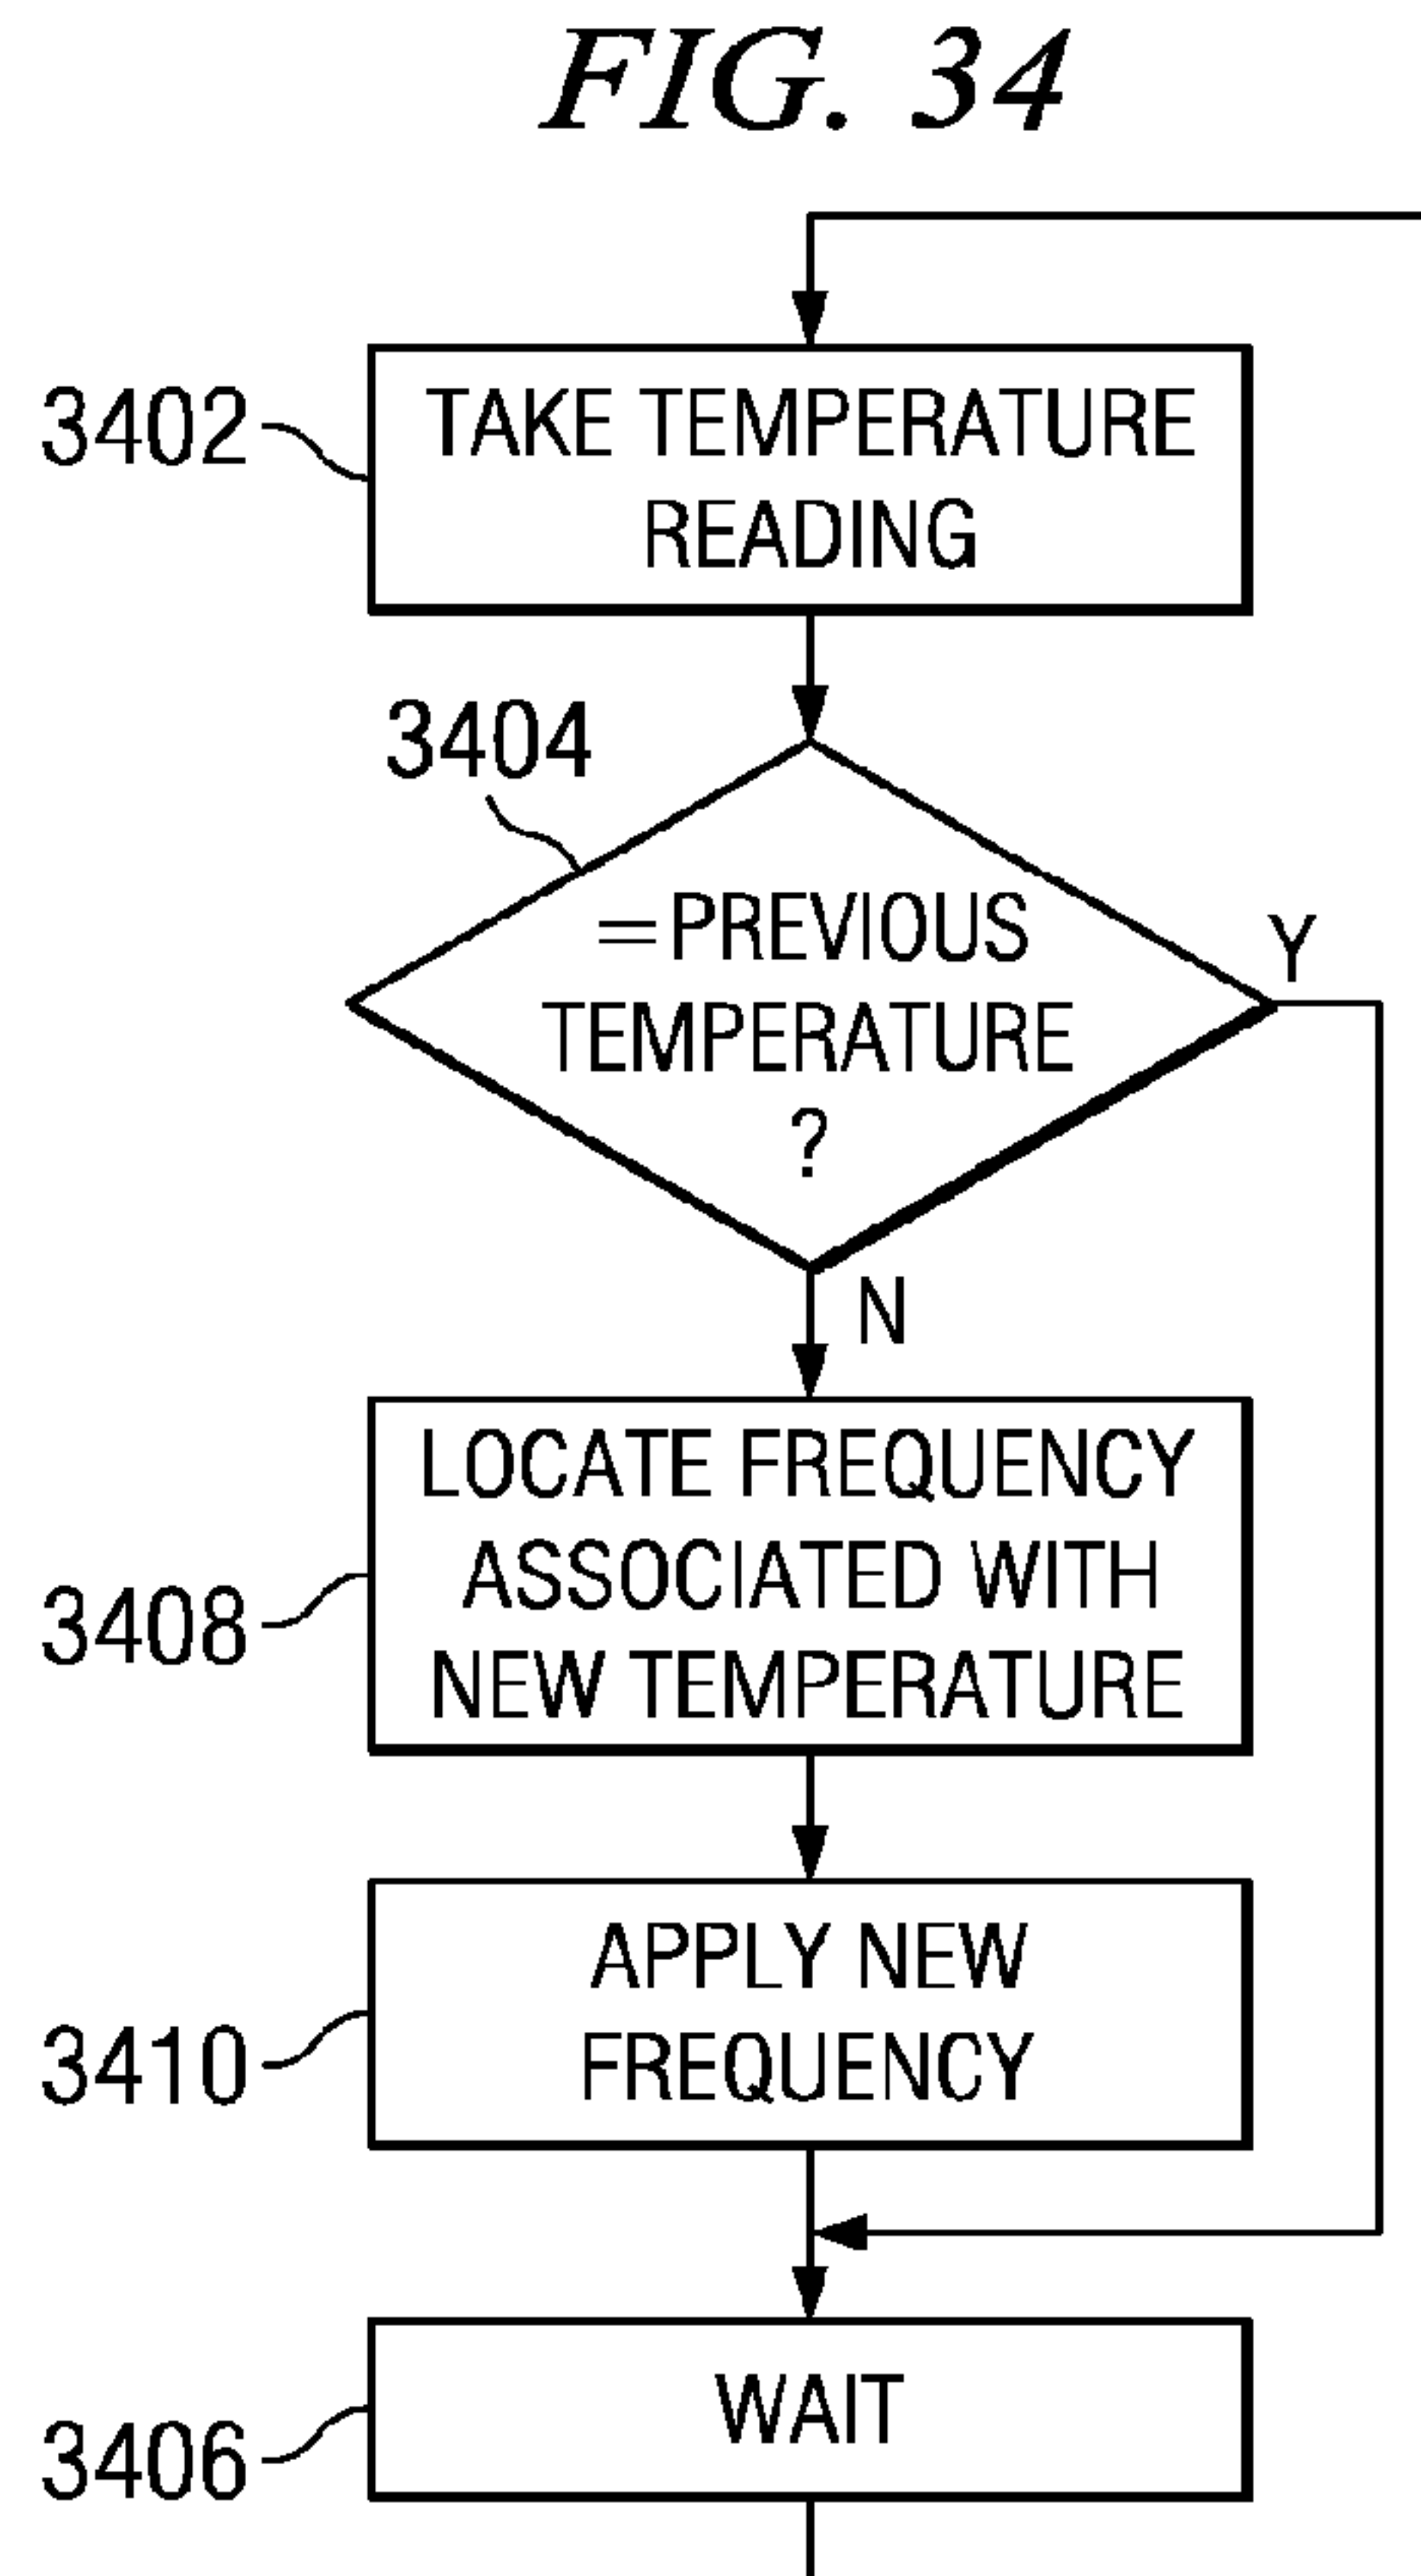 FIG. 34
3402
TAKE TEMPERATURE
READING
3404
=PREVIOUS
TEMPERATURE
?
Y
N
3408
LOCATE FREQUENCY
ASSOCIATED WITH
NEW TEMPERATURE
3410
APPLY NEW
FREQUENCY
3406
WAIT